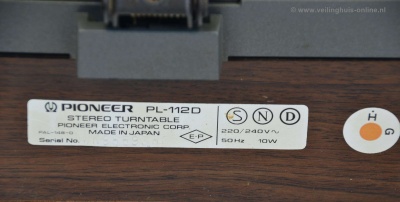 © www.veilinghuis-online.nl
PIONEER PL-112D
STEREO TURNTABLE
PIONEER ELECTRONIC CORP.
MADE IN JAPAN
Serial No.
E-P
S N D
220/240V~
50Hz 10W
H
G